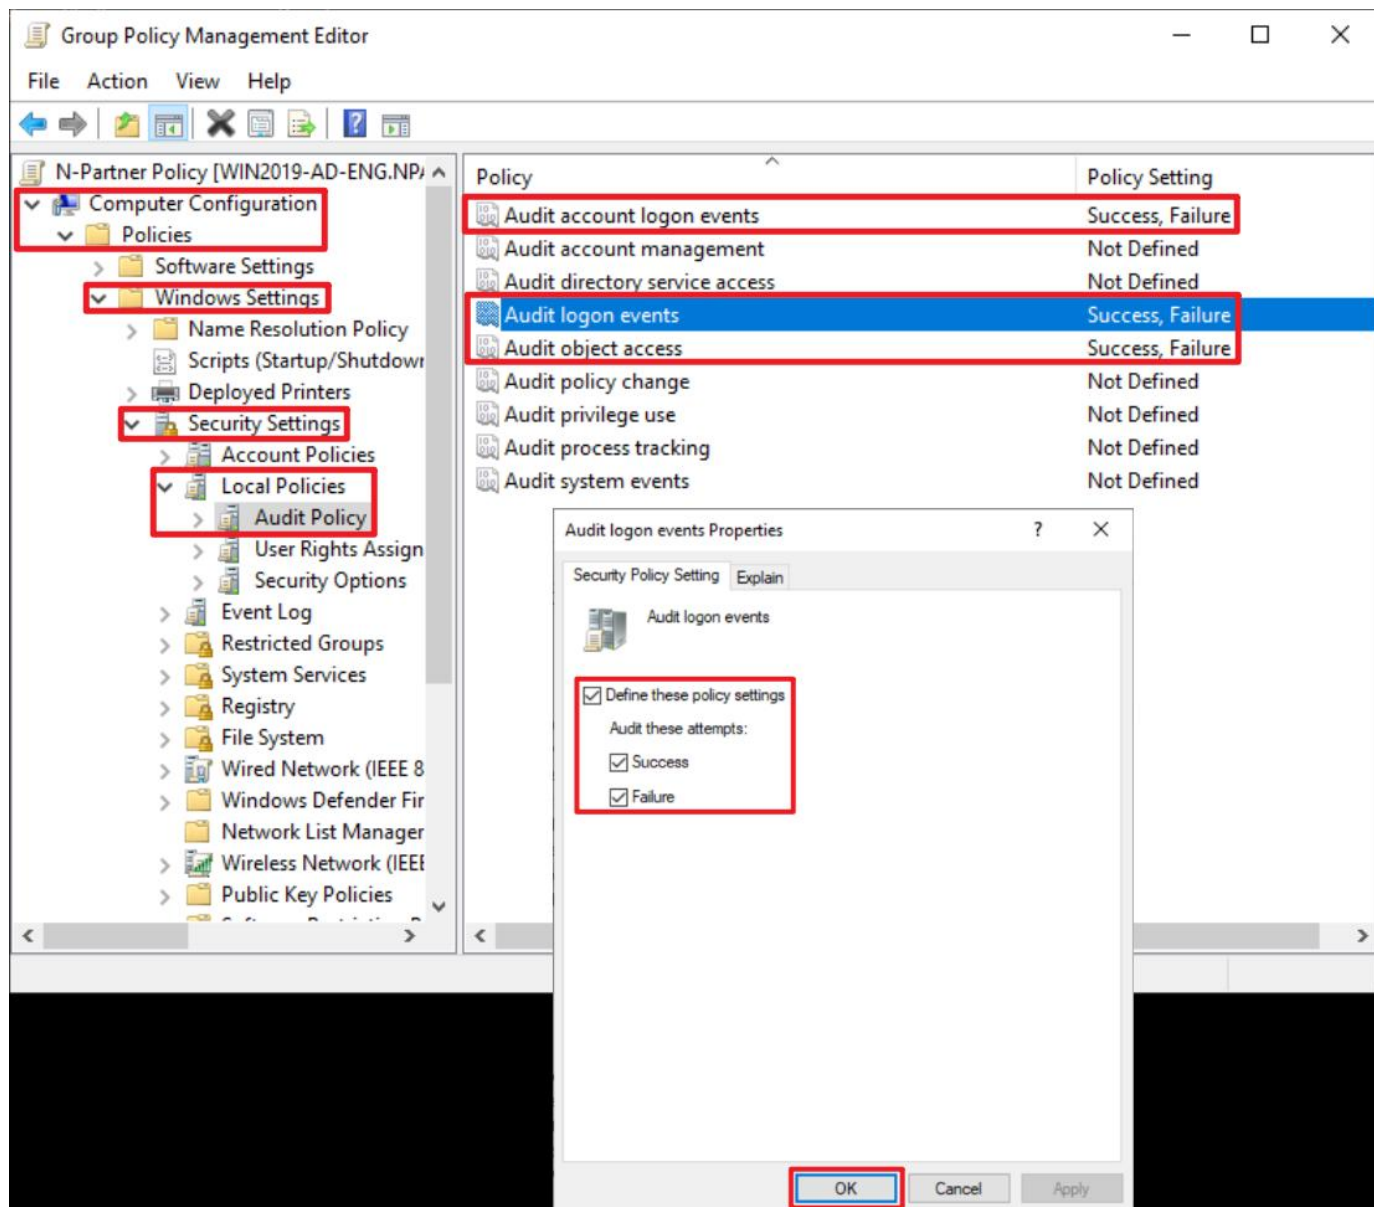 Group Policy Management Editor
File Action View Help
N-Partner Policy [WIN2019-AD-ENG.NPA
Computer Configuration
Policies
Software Settings
Windows Settings
Name Resolution Policy
Scripts (Startup/Shutdown
Deployed Printers
Security Settings
Account Policies
Local Policies
Audit Policy
User Rights Assign
Security Options
Event Log
Restricted Groups
System Services
Registry
File System
Wired Network (IEEE 8
Windows Defender Fir
Network List Manager
Wireless Network (IEEE
Public Key Policies
Policy Policy Setting
Audit account logon events Success, Failure
Audit account management Not Defined
Audit directory service access Not Defined
Audit logon events Success, Failure
Audit object access Success, Failure
Audit policy change Not Defined
Audit privilege use Not Defined
Audit process tracking Not Defined
Audit system events Not Defined
Audit logon events Properties
Security Policy Setting Explain
Audit logon events
Define these policy settings
Audit these attempts:
Success
Failure
OK Cancel Apply